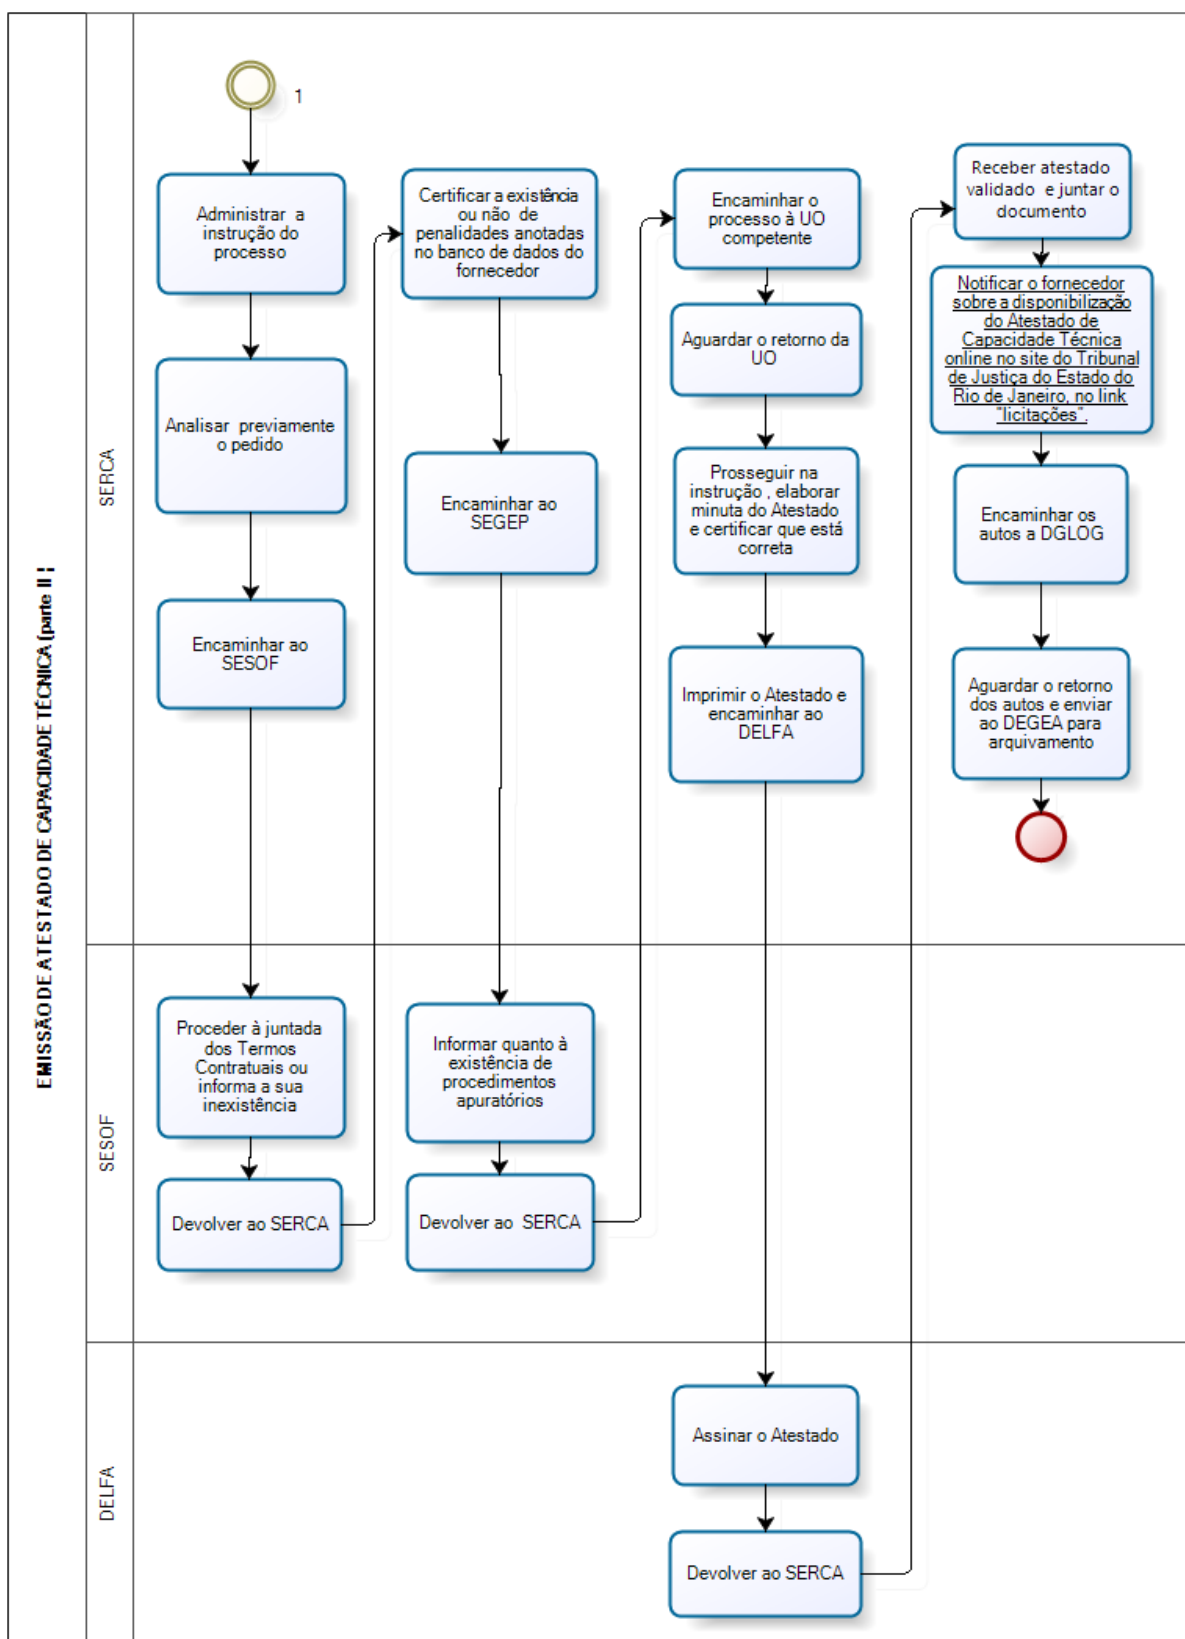 EMISSÃO DE ATESTADO DE CAPACIDADE TÉCNICA (parte II)
SERCA
1
Administrar a
instrução do
processo
Analisar previamente
o pedido
Encaminhar ao
SESOF
Certificar a existência
ou não de
penalidades anotadas
no banco de dados do
fornecedor
Encaminhar ao
SEGEP
Encaminhar o
processo à UO
competente
Aguardar o retorno da
UO
Prosseguir na
instrução , elaborar
minuta do Atestado
e certificar que está
correta
Imprimir o Atestado e
encaminhar ao
DELFA
Receber atestado
validado e juntar o
documento
Notificar o fornecedor
sobre a disponibilização
do Atestado de
Capacidade Técnica
online no site do Tribunal
de Justiça do Estado do
Rio de Janeiro, no link
"licitações".
Encaminhar os
autos a DGLOG
Aguardar o retorno
dos autos e enviar
ao DEGEA para
arquivamento
SESOF
Proceder à juntada
dos Termos
Contratuais ou
informa a sua
inexistência
Devolver ao SERCA
Informar quanto à
existência de
procedimentos
apuratórios
Devolver ao SERCA
DELFA
Assinar o Atestado
Devolver ao SERCA